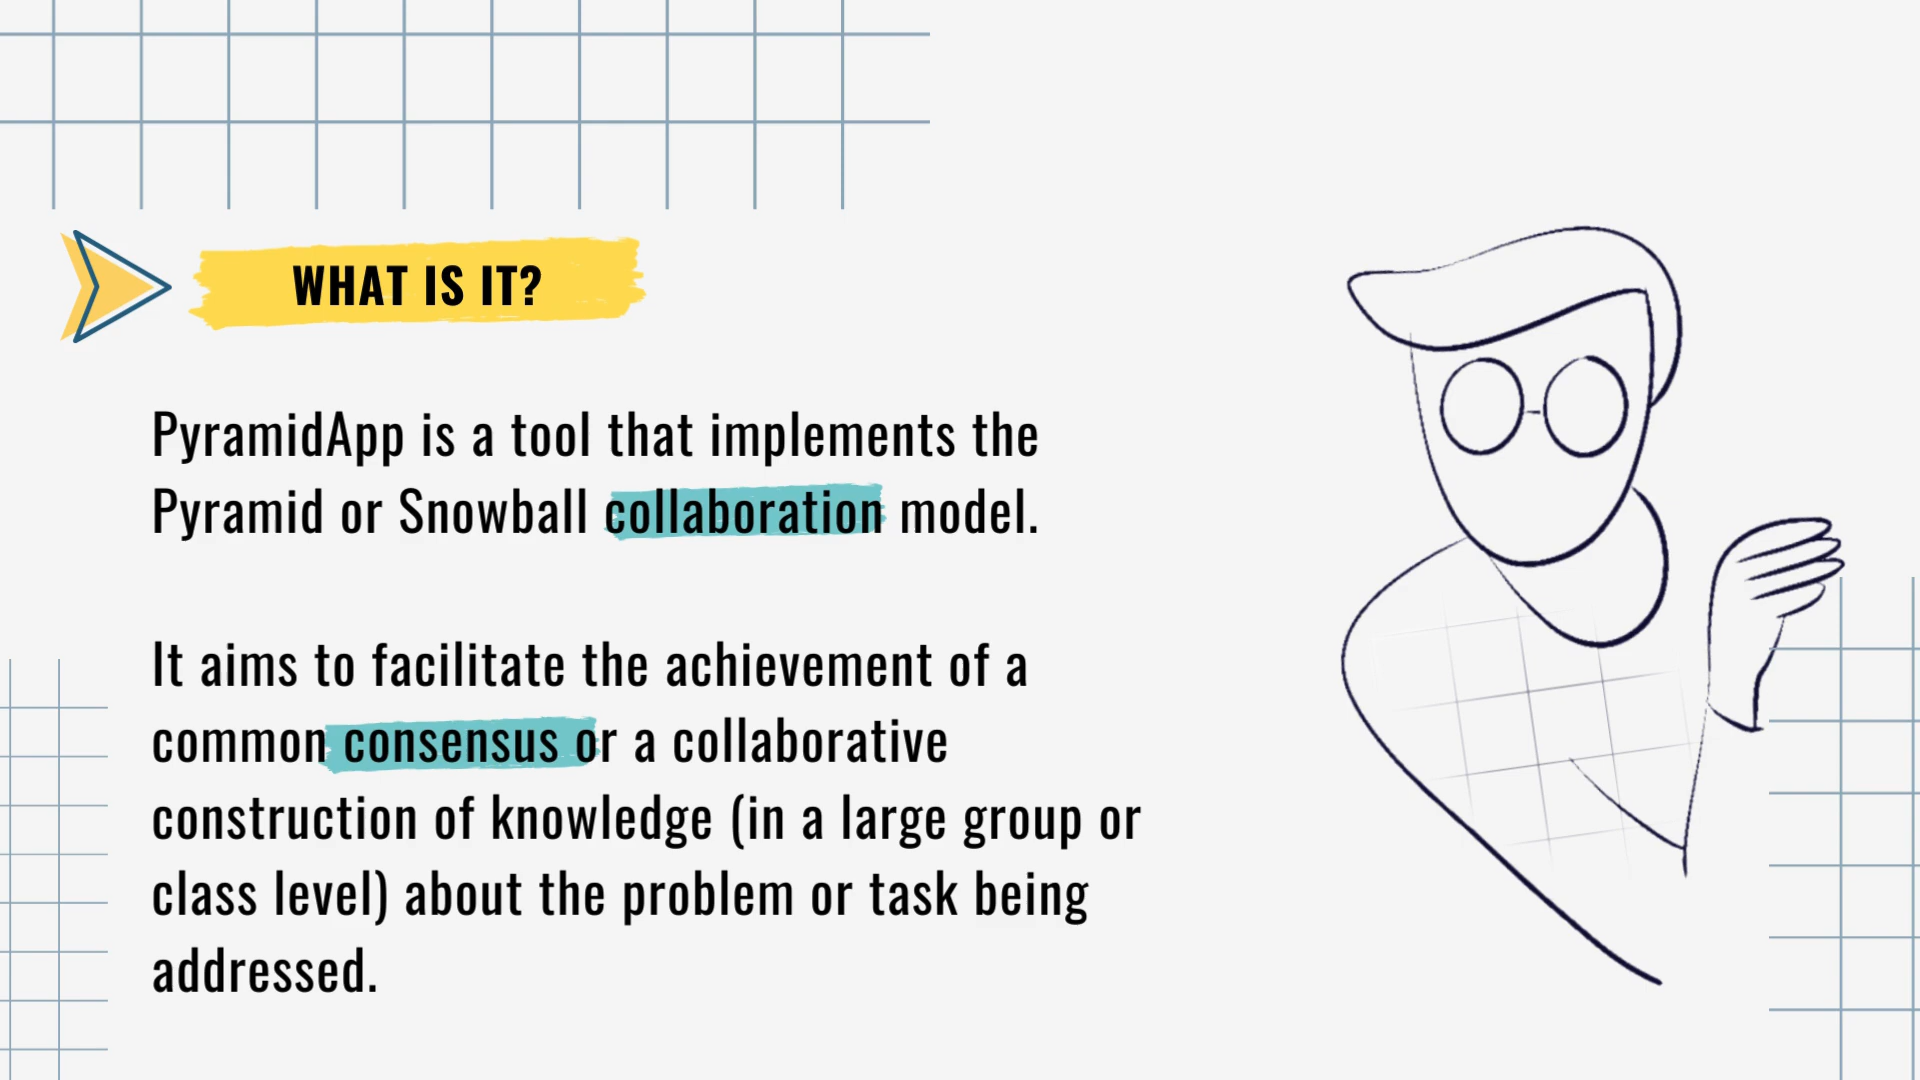 WHAT IS IT?
PyramidApp is a tool that implements the
Pyramid or Snowball collaboration model.
It aims to facilitate the achievement of a
common consensus or a collaborative
construction of knowledge (in a large group or
class level) about the problem or task being
addressed.